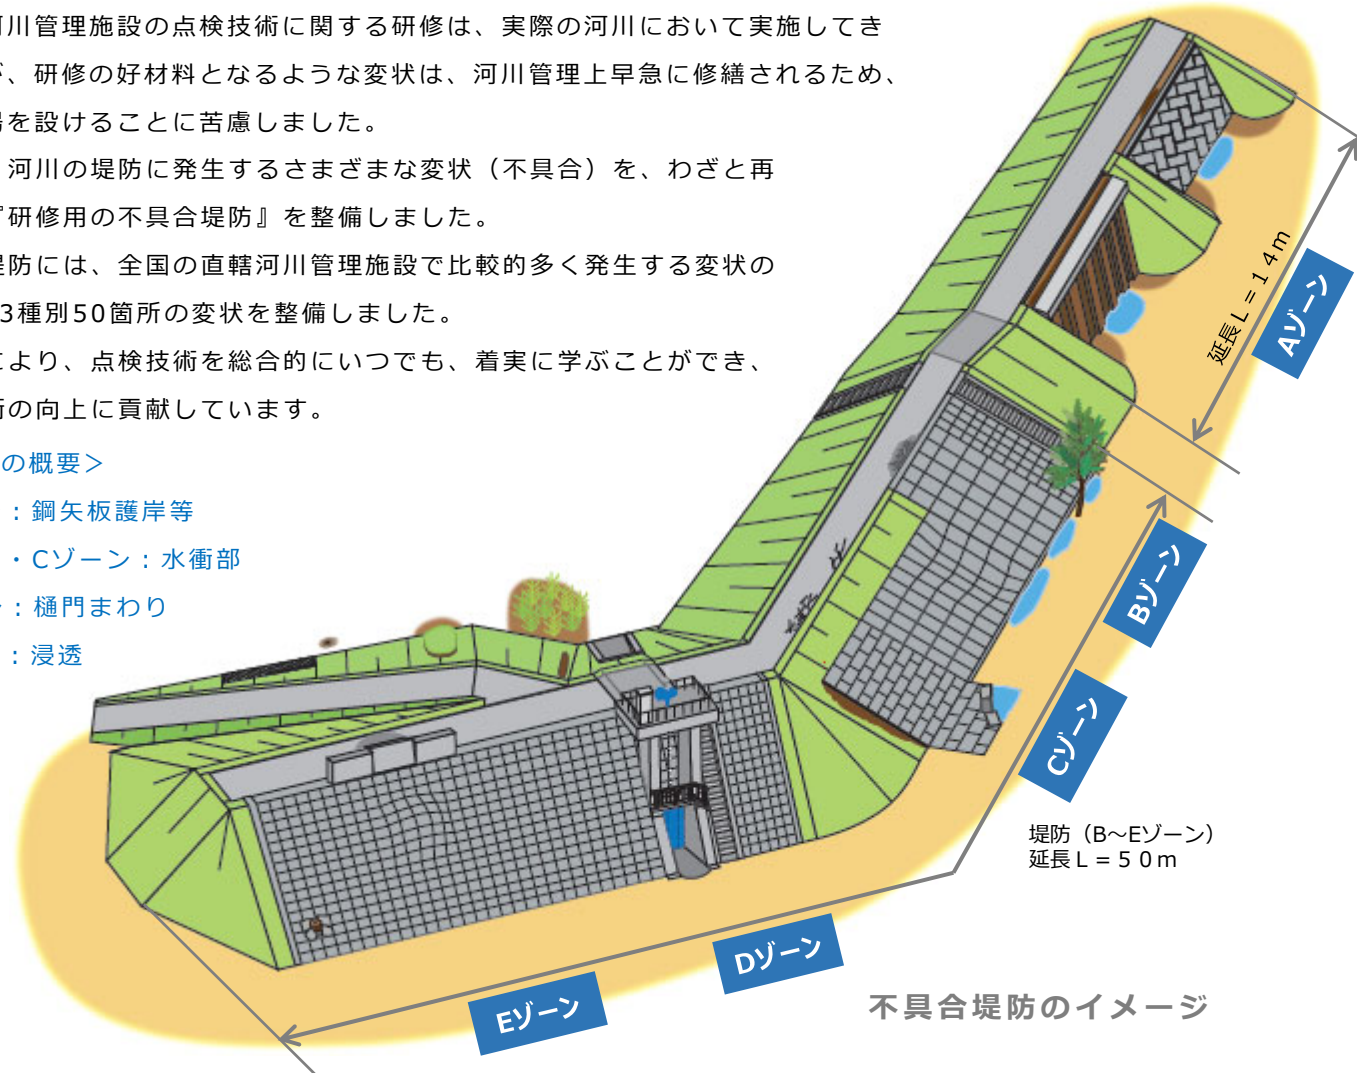 河川管理施設の点検技術に関する研修は、実際の河川において実施してき
、研修の好材料となるような変状は、河川管理上早急に修繕されるため、
場を設けることに苦慮しました。
河川の堤防に発生するさまざまな変状（不具合）を、わざと再
『研修用の不具合堤防』を整備しました。
堤防には、全国の直轄河川管理施設で比較的多く発生する変状の
3種別50箇所の変状を整備しました。
により、点検技術を総合的にいつでも、着実に学ぶことができ、
術の向上に貢献しています。
の概要＞
：鋼矢板護岸等
・Cゾーン：水衝部
：樋門まわり
：浸透
延長Ｌ＝１４ｍ
Aゾーン
Bゾーン
Cゾーン
堤防（B～Eゾーン）
延長Ｌ＝５０ｍ
Dゾーン
Eゾーン
不具合堤防のイメージ